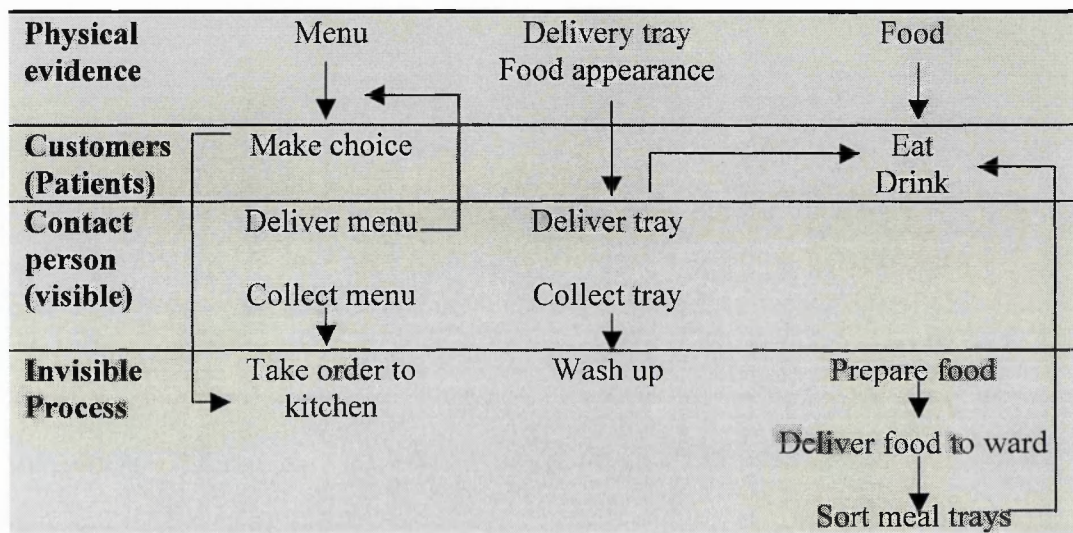 Physical evidence
Menu
Delivery tray
Food appearance
Food
Customers (Patients)
Make choice
Eat
Drink
Contact person (visible)
Deliver menu
Deliver tray
Collect menu
Collect tray
Invisible Process
Take order to kitchen
Wash up
Prepare food
Deliver food to ward
Sort meal trays